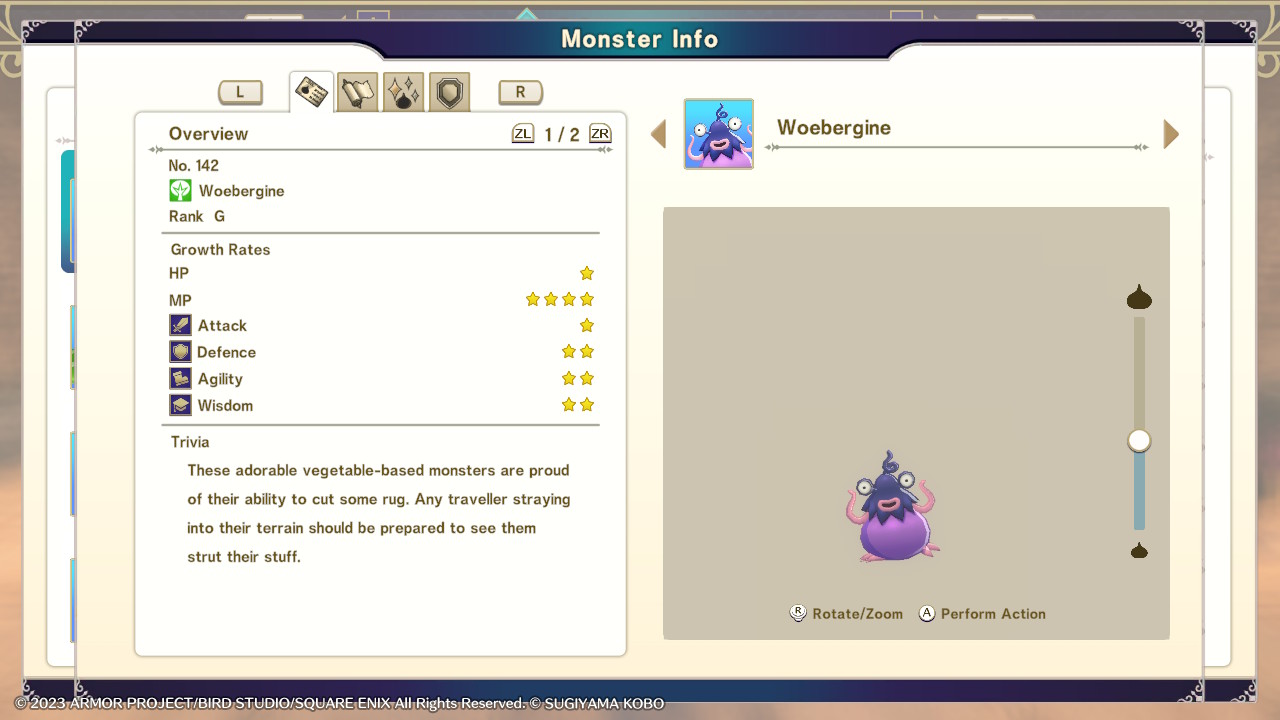 Monster Info
L
R
Overview
ZL 1 / 2 ZR
No. 142
Woebergine
Rank G
Growth Rates
HP
MP
Attack
Defence
Agility
Wisdom
Trivia
These adorable vegetable-based monsters are proud
of their ability to cut some rug. Any traveller straying
into their terrain should be prepared to see them
strut their stuff.
Woebergine
R Rotate/Zoom A Perform Action
© 2023 ARMOR PROJECT/BIRD STUDIO/SQUARE ENIX All Rights Reserved. © SUGIYAMA KOBO